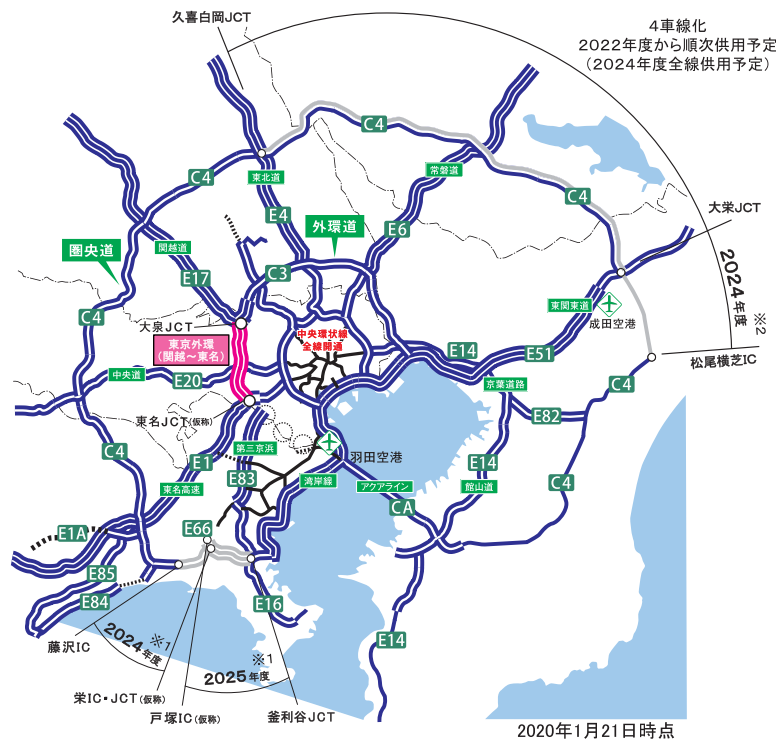 久喜白岡JCT
4車線化
2022年度から順次供用予定
（2024年度全線供用予定）
C4
C4
常磐道
東北道
C4
大栄JCT
E4
外環道
E6
圏央道
関越道
E17
C3
2024年度
※2
東関東道
成田空港
C4
大泉JCT
中央環状線
全線開通
東京外環
（関越～東名）
E14
E51
松尾横芝IC
中央道
E20
京葉道路
C4
東名JCT(仮称)
E82
第三京浜
羽田空港
C4
E1
E14
E83
湾岸線
アクアライン
館山道
C4
東名高速
CA
E1A
E66
E85
E84
E16
藤沢IC
2024年度
※1
E14
2025年度
※1
栄IC・JCT(仮称)
戸塚IC(仮称)
釜利谷JCT
2020年1月21日時点